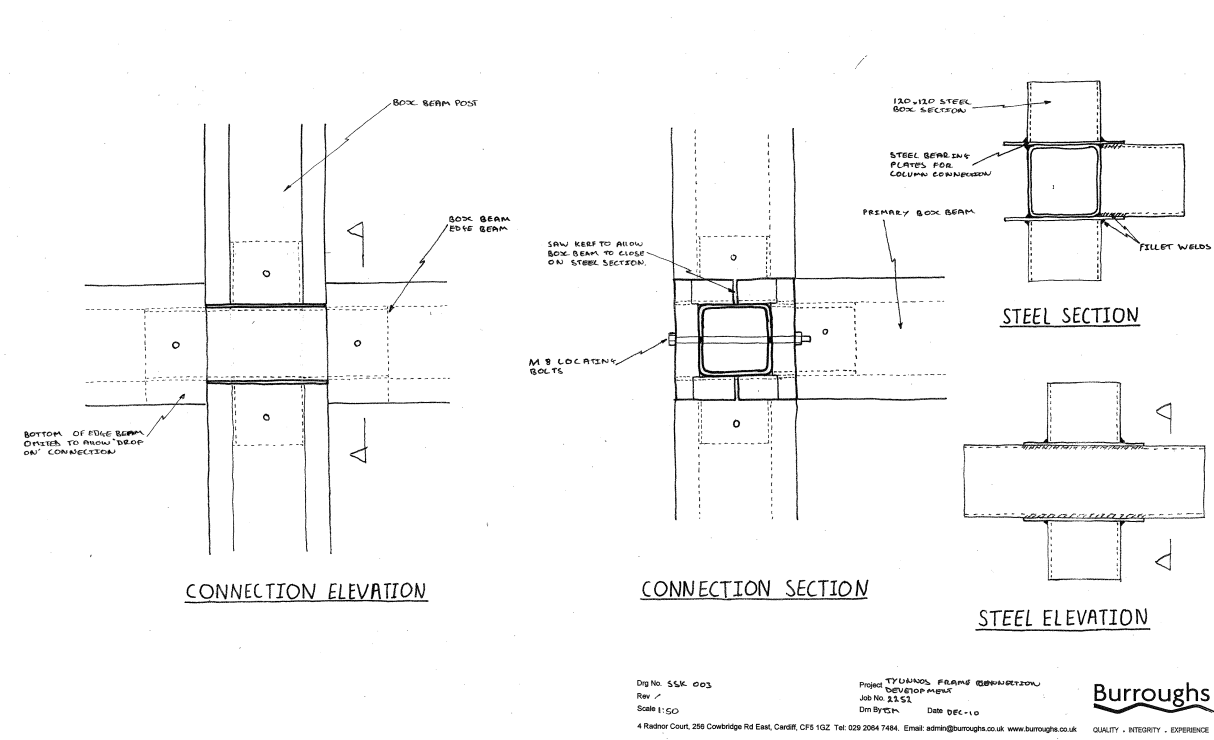 BOX BEAM POST
BOX BEAM
EDGE BEAM
BOTTOM OF EDGE BEAM
OMITED TO ALLOW 'DROP
ON' CONNECTION
CONNECTION ELEVATION
SAW KERF TO ALLOW
BOX BEAM TO CLOSE
ON STEEL SECTION.
M8 LOCATING
BOLTS
PRIMARY BOX BEAM
CONNECTION SECTION
120x120 STEEL
BOX SECTION
STEEL BEARING
PLATES FOR
COLUMN CONNECTION
FILLET WELDS
STEEL SECTION
STEEL ELEVATION
Drg No. SSK 003
Rev /
Scale 1:50
Project TYUNNOS FRAME CONNECTION
DEVELOPMENT
Job No. 2252
Drn By Date DEC-10
4 Radnor Court, 256 Cowbridge Rd East, Cardiff, CF5 1GZ Tel: 029 2064 7484. Email: admin@burroughs.co.uk www.burroughs.co.uk
Burroughs
QUALITY . INTEGRITY . EXPERIENCE